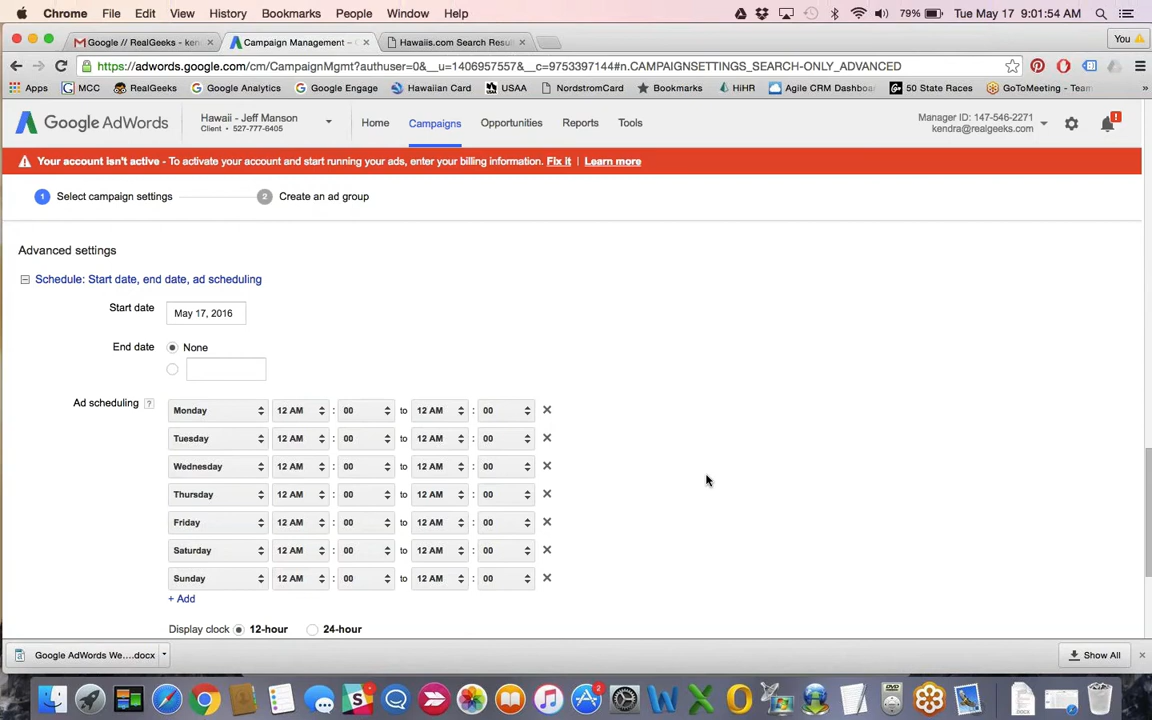 Chrome File Edit View History Bookmarks People Window Help 79% Tue May 17 9:01:54 AM
Google // RealGeeks - ken × Campaign Management – × Hawaiis.com Search Resul × You
https://adwords.google.com/cm/CampaignMgmt?authuser=0&__u=1406957557&__c=9753397144#n.CAMPAIGNSETTINGS_SEARCH-ONLY_ADVANCED
Apps MCC RealGeeks Google Analytics Google Engage Hawaiian Card USAA NordstromCard Bookmarks HiHR Agile CRM Dashboa 50 State Races GoToMeeting - Team »
Google AdWords Hawaii - Jeff Manson Home Campaigns Opportunities Reports Tools Manager ID: 147-546-2271
Client • 527-777-6405 kendra@realgeeks.com !
Your account isn't active - To activate your account and start running your ads, enter your billing information. Fix it | Learn more
1 Select campaign settings 2 Create an ad group
Advanced settings
Schedule: Start date, end date, ad scheduling
Start date May 17, 2016
End date None
Ad scheduling ? Monday 12 AM : 00 to 12 AM : 00 ×
Tuesday 12 AM : 00 to 12 AM : 00 ×
Wednesday 12 AM : 00 to 12 AM : 00 ×
Thursday 12 AM : 00 to 12 AM : 00 ×
Friday 12 AM : 00 to 12 AM : 00 ×
Saturday 12 AM : 00 to 12 AM : 00 ×
Sunday 12 AM : 00 to 12 AM : 00 ×
+ Add
Display clock 12-hour 24-hour
Google AdWords We....docx Show All ×
2